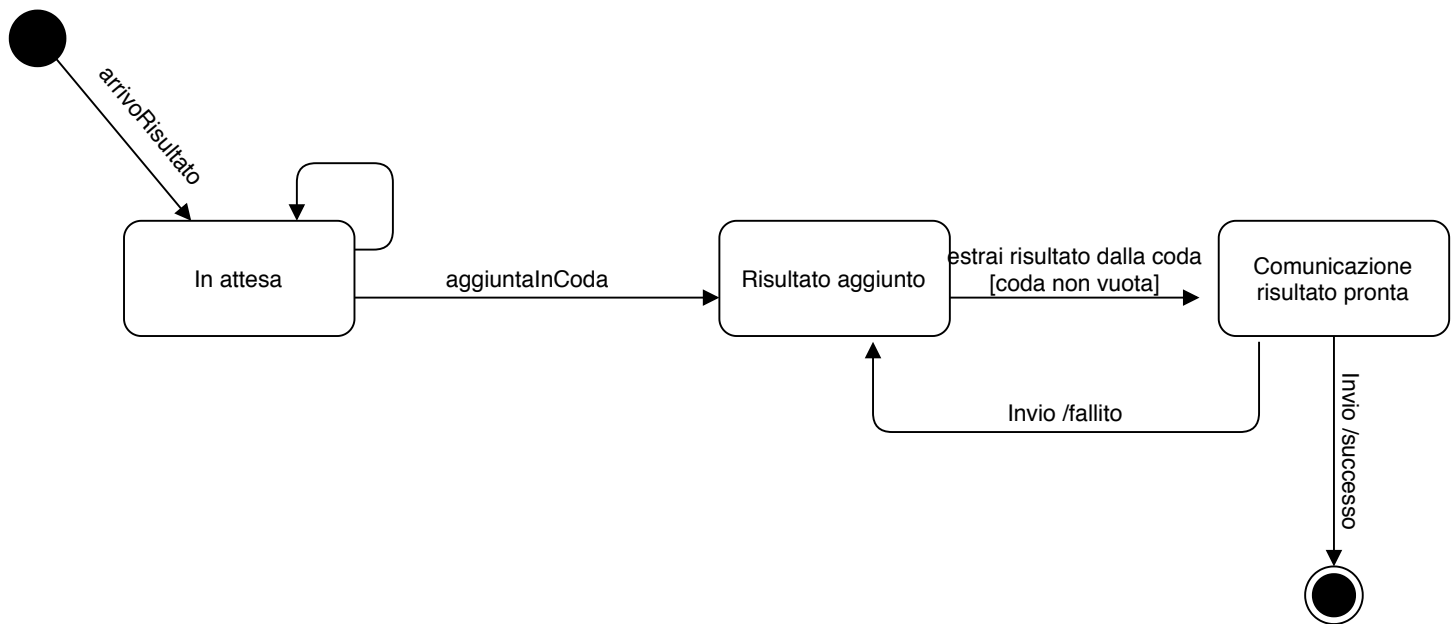 arrivoRisultato
In attesa
aggiuntaInCoda
Risultato aggiunto
estrai risultato dalla coda
[coda non vuota]
Comunicazione
risultato pronta
Invio /fallito
Invio /successo